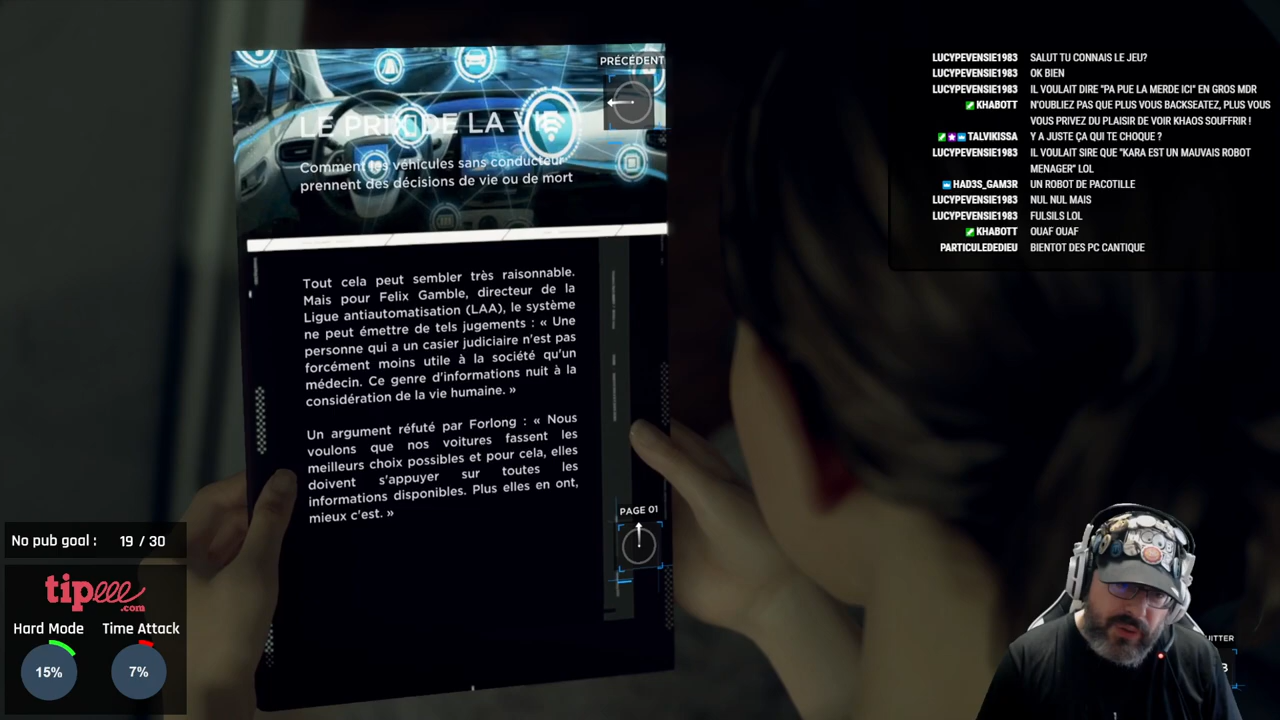 PRÉCÉDENT
LE PRIX DE LA VIE
Comment les véhicules sans conducteur
prennent des décisions de vie ou de mort
Tout cela peut sembler très raisonnable.
Mais pour Felix Gamble, directeur de la
Ligue antiautomatisation (LAA), le système
ne peut émettre de tels jugements : « Une
personne qui a un casier judiciaire n'est pas
forcément moins utile à la société qu'un
médecin. Ce genre d'informations nuit à la
considération de la vie humaine. »
Un argument réfuté par Forlong : « Nous
voulons que nos voitures fassent les
meilleurs choix possibles et pour cela, elles
doivent s'appuyer sur toutes les
informations disponibles. Plus elles en ont,
mieux c'est. »
PAGE 01
LUCYPEVENSIE1983 SALUT TU CONNAIS LE JEU?
LUCYPEVENSIE1983 OK BIEN
LUCYPEVENSIE1983 IL VOULAIT DIRE "PA PUE LA MERDE ICI" EN GROS MDR
KHABOTT N'OUBLIEZ PAS QUE PLUS VOUS BACKSEATEZ, PLUS VOUS
VOUS PRIVEZ DU PLAISIR DE VOIR KHAOS SOUFFRIR !
TALVIKISSA Y A JUSTE ÇA QUI TE CHOQUE ?
LUCYPEVENSIE1983 IL VOULAIT SIRE QUE "KARA EST UN MAUVAIS ROBOT
MENAGER" LOL
HAD3S_GAM3R UN ROBOT DE PACOTILLE
LUCYPEVENSIE1983 NUL NUL MAIS
LUCYPEVENSIE1983 FULSILS LOL
KHABOTT OUAF OUAF
PARTICULEDEDIEU BIENTOT DES PC CANTIQUE
No pub goal : 19 / 30
tipeee
.com
Hard Mode Time Attack
15% 7%